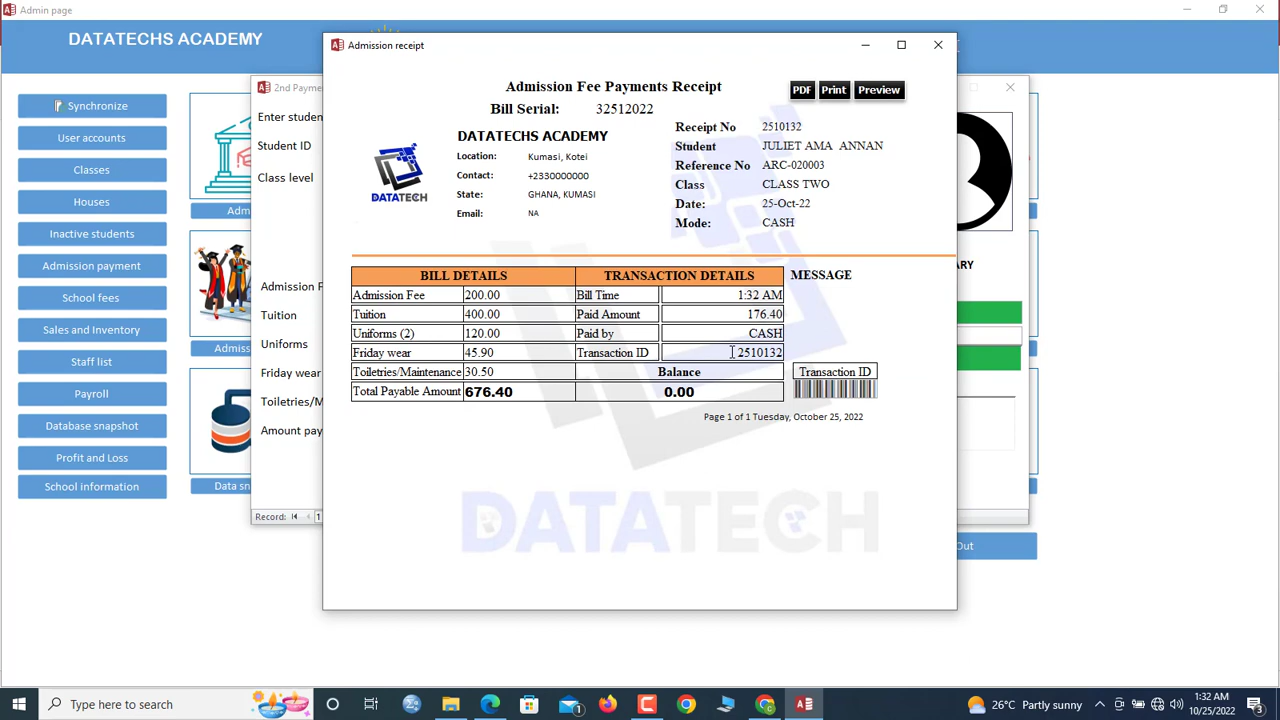 Admin page
DATATECHS ACADEMY
Synchronize
User accounts
Classes
Houses
Inactive students
Admission payment
School fees
Sales and Inventory
Staff list
Payroll
Database snapshot
Profit and Loss
School information
Adm
Admiss
Data sn
Out
2nd Payme
Enter studen
Student ID
Class level
Admission F
Tuition
Uniforms
Friday wear
Toiletries/M
Amount pay
ARY
Record:
1
Admission receipt
Admission Fee Payments Receipt
PDF Print Preview
Bill Serial: 32512022
DATATECHS ACADEMY
Location: Kumasi, Kotei
Contact: +2330000000
State: GHANA, KUMASI
Email: NA
DATATECH
Receipt No 2510132
Student JULIET AMA ANNAN
Reference No ARC-020003
Class CLASS TWO
Date: 25-Oct-22
Mode: CASH
BILL DETAILS TRANSACTION DETAILS MESSAGE
Admission Fee 200.00 Bill Time 1:32 AM
Tuition 400.00 Paid Amount 176.40
Uniforms (2) 120.00 Paid by CASH
Friday wear 45.90 Transaction ID 2510132
Toiletries/Maintenance 30.50 Balance Transaction ID
Total Payable Amount 676.40 0.00
Page 1 of 1 Tuesday, October 25, 2022
DATATECH
Type here to search
1
26°C Partly sunny
1:32 AM
10/25/2022
3